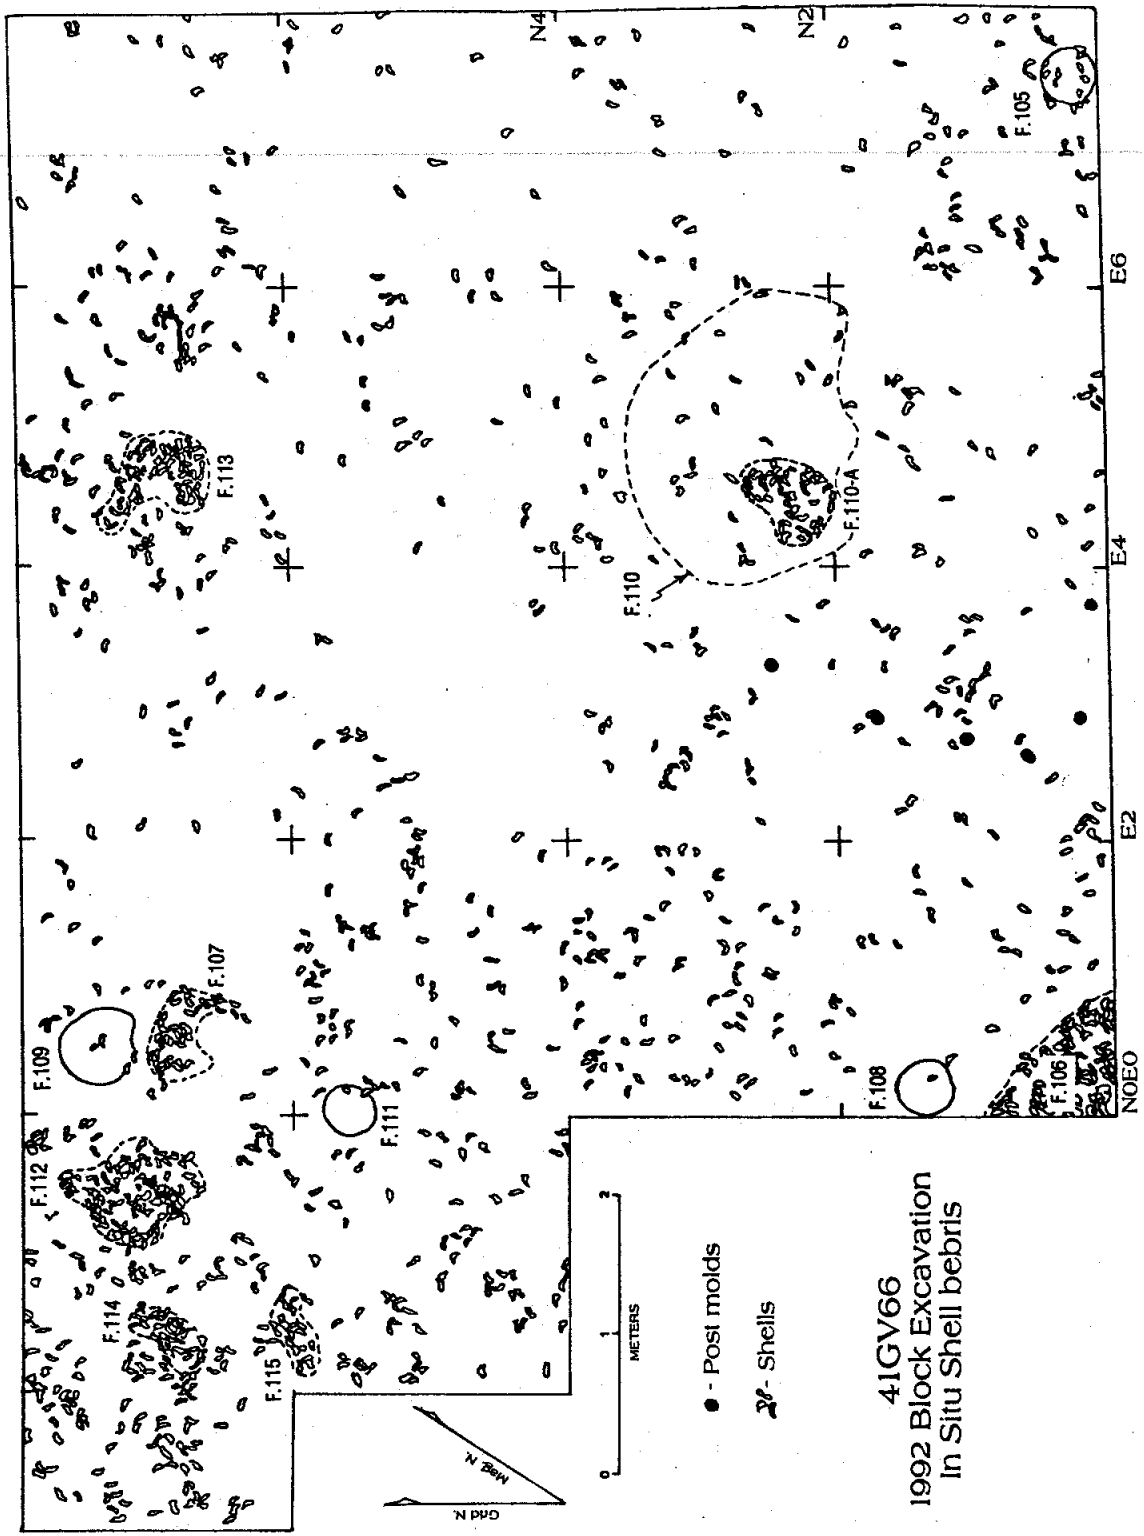 N4
N2
F.105
E6
F.113
F.110-A
F.110
E4
E2
F.107
F.109
F.111
F.108
F.106
N0E0
F.112
F.114
F.115
Grid N.
Mag. N.
0 1 2
METERS
- Post molds
- Shells
41GV66
1992 Block Excavation
In Situ Shell bebris